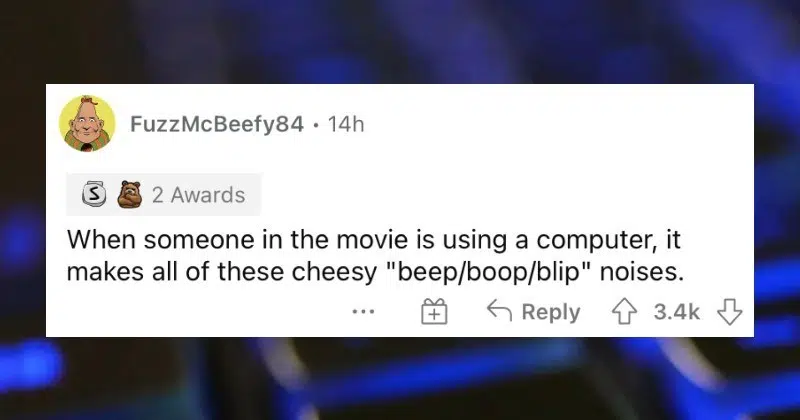 FuzzMcBeefy84 • 14h
S 2 Awards
When someone in the movie is using a computer, it
makes all of these cheesy "beep/boop/blip" noises.
... Reply 3.4k